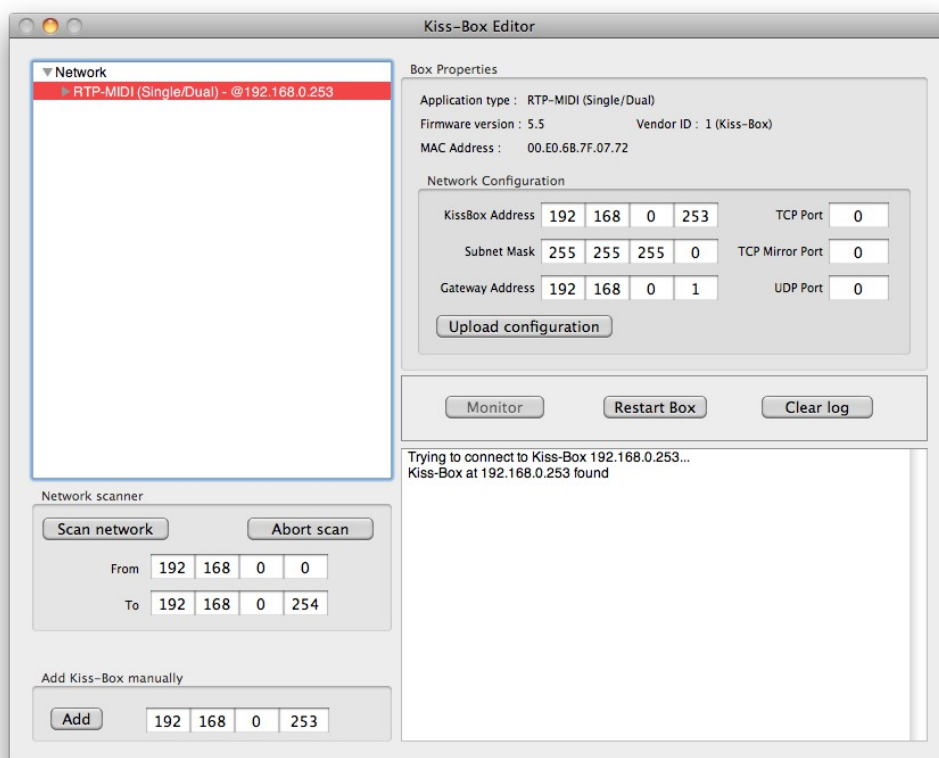 Kiss-Box Editor
Network
RTP-MIDI (Single/Dual) - @192.168.0.253
Network scanner
Scan network Abort scan
From 192 168 0 0
To 192 168 0 254
Add Kiss-Box manually
Add 192 168 0 253
Box Properties
Application type : RTP-MIDI (Single/Dual)
Firmware version : 5.5 Vendor ID : 1 (Kiss-Box)
MAC Address : 00.E0.6B.7F.07.72
Network Configuration
KissBox Address 192 168 0 253 TCP Port 0
Subnet Mask 255 255 255 0 TCP Mirror Port 0
Gateway Address 192 168 0 1 UDP Port 0
Upload configuration
Monitor Restart Box Clear log
Trying to connect to Kiss-Box 192.168.0.253...
Kiss-Box at 192.168.0.253 found